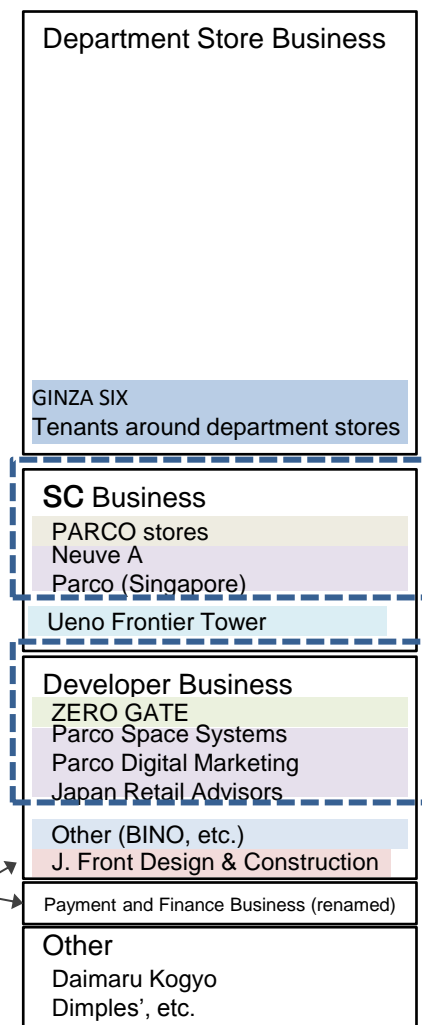 Department Store Business
GINZA SIX
Tenants around department stores
SC Business
PARCO stores
Neuve A
Parco (Singapore)
Ueno Frontier Tower
Developer Business
ZERO GATE
Parco Space Systems
Parco Digital Marketing
Japan Retail Advisors
Other (BINO, etc.)
J. Front Design & Construction
Payment and Finance Business (renamed)
Other
Daimaru Kogyo
Dimples’, etc.